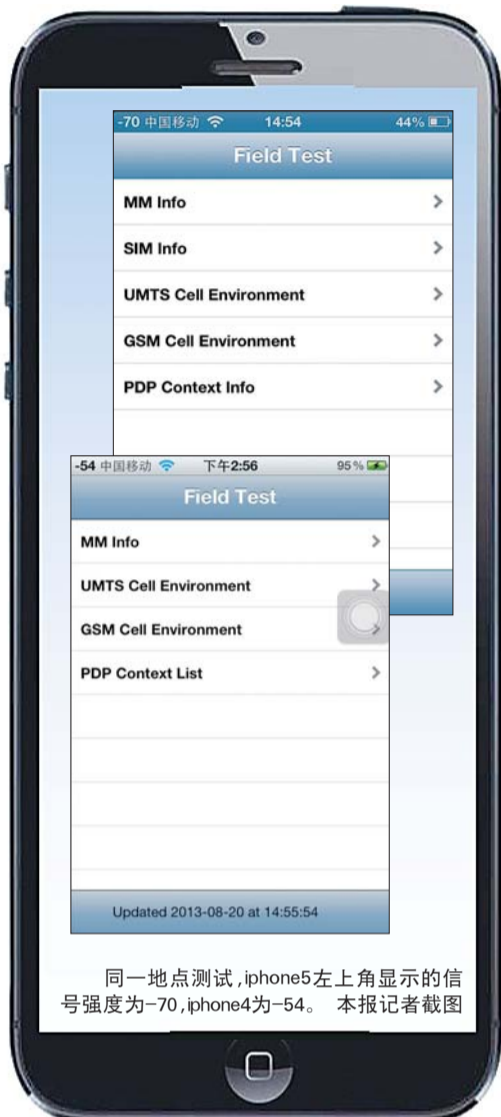 -70 中国移动 14:54 44%
Field Test
MM Info
SIM Info
UMTS Cell Environment
GSM Cell Environment
PDP Context Info
-54 中国移动 下午2:56 95%
Field Test
MM Info
UMTS Cell Environment
GSM Cell Environment
PDP Context List
Updated 2013-08-20 at 14:55:54
同一地点测试,iphone5左上角显示的信
号强度为-70,iphone4为-54。 本报记者截图